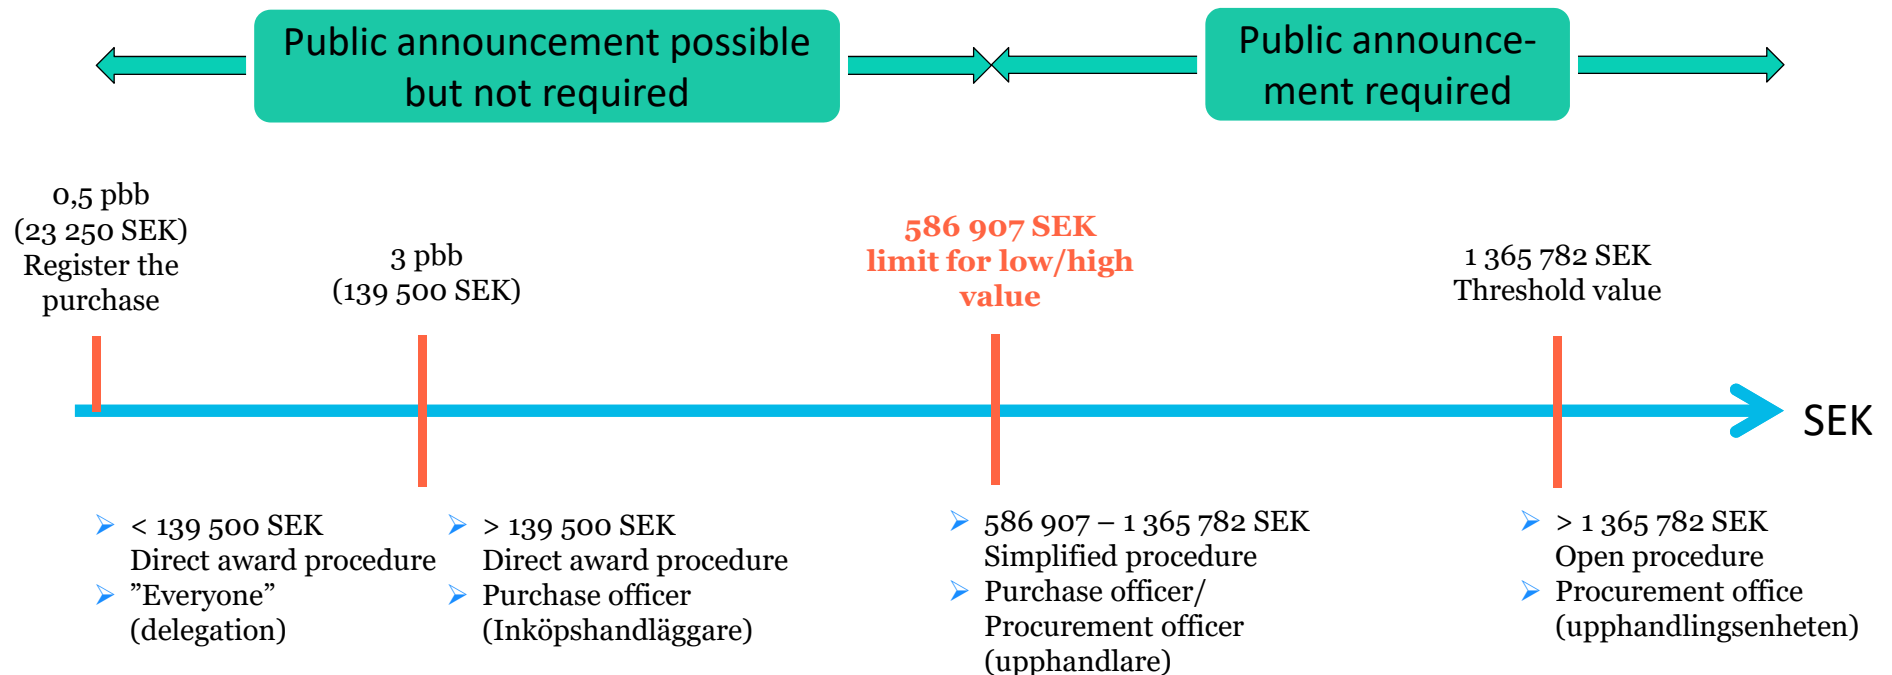 Public announcement possible
but not required
Public announce-
ment required
0,5 pbb
(23 250 SEK)
Register the
purchase
3 pbb
(139 500 SEK)
586 907 SEK
limit for low/high
value
1 365 782 SEK
Threshold value
SEK
➢ < 139 500 SEK
Direct award procedure
➢ ”Everyone”
(delegation)
➢ > 139 500 SEK
Direct award procedure
➢ Purchase officer
(Inköpshandläggare)
➢ 586 907 – 1 365 782 SEK
Simplified procedure
➢ Purchase officer/
Procurement officer
(upphandlare)
➢ > 1 365 782 SEK
Open procedure
➢ Procurement office
(upphandlingsenheten)